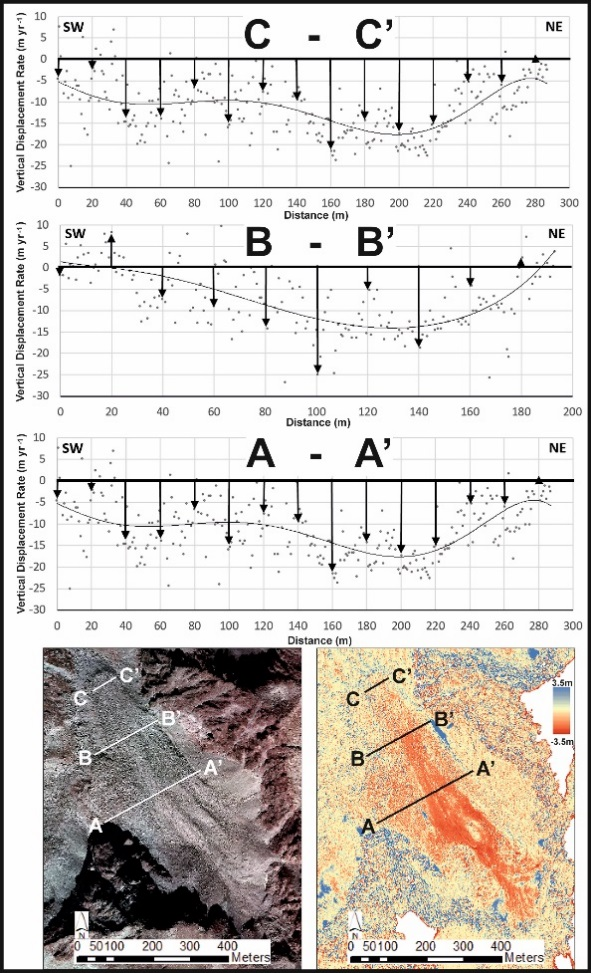 C - C’
SW
NE
Vertical Displacement Rate (m yr⁻¹)
10
5
0
-5
-10
-15
-20
-25
-30
0 20 40 60 80 100 120 140 160 180 200 220 240 260 280 300
Distance (m)
B - B’
SW
NE
Vertical Displacement Rate (m yr⁻¹)
10
5
0
-5
-10
-15
-20
-25
-30
0 20 40 60 80 100 120 140 160 180 200
Distance (m)
A - A’
SW
NE
Vertical Displacement Rate (m yr⁻¹)
10
5
0
-5
-10
-15
-20
-25
-30
0 20 40 60 80 100 120 140 160 180 200 220 240 260 280 300
Distance (m)
C C’
B B’
A A’
N
0 50 100 200 300 400
Meters
C C’
B B’
A A’
3.5m
-3.5m
N
0 50 100 200 300 400
Meters